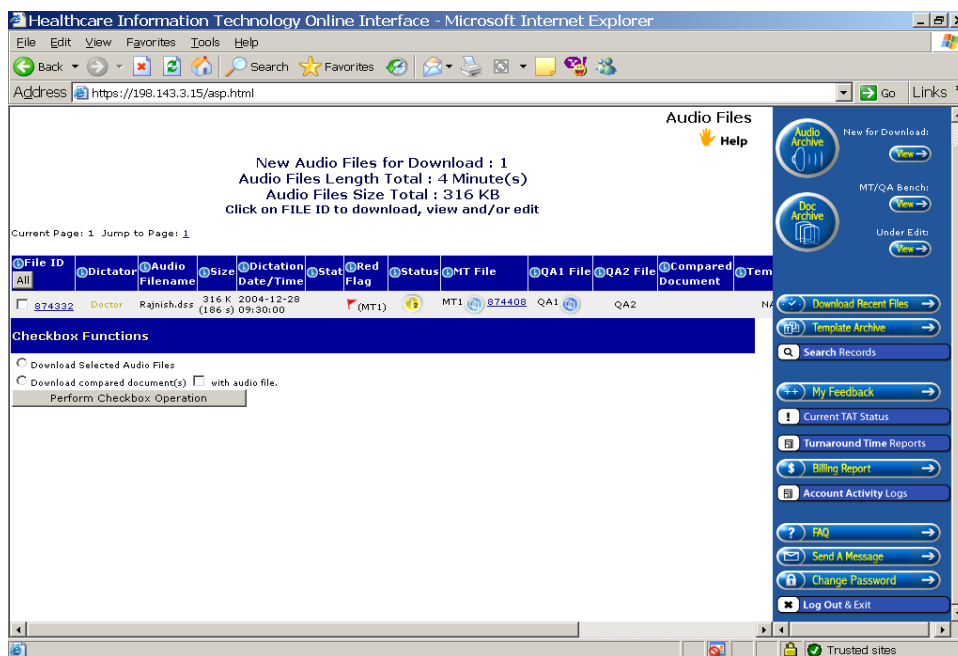 Healthcare Information Technology Online Interface - Microsoft Internet Explorer
File Edit View Favorites Tools Help
Back Search Favorites
Address https://198.143.3.15/asp.html Go Links
Audio Files
Help
New Audio Files for Download : 1
Audio Files Length Total : 4 Minute(s)
Audio Files Size Total : 316 KB
Click on FILE ID to download, view and/or edit
Current Page: 1 Jump to Page: 1
File ID All Dictator Audio Filename Size Dictation Date/Time Stat Red Flag Status MT File QA1 File QA2 File Compared Document Tem
874332 Doctor Rajnish.dss 316 K (186 s) 2004-12-28 09:30:00 (MT1) MT1 874408 QA1 QA2 NA
Checkbox Functions
Download Selected Audio Files
Download compared document(s) with audio file.
Perform Checkbox Operation
Audio Archive
New for Download:
View
Doc Archive
MT/QA Bench:
View
Under Edit:
View
Download Recent Files
Template Archive
Search Records
My Feedback
Current TAT Status
Turnaround Time Reports
Billing Report
Account Activity Logs
FAQ
Send A Message
Change Password
Log Out & Exit
Trusted sites